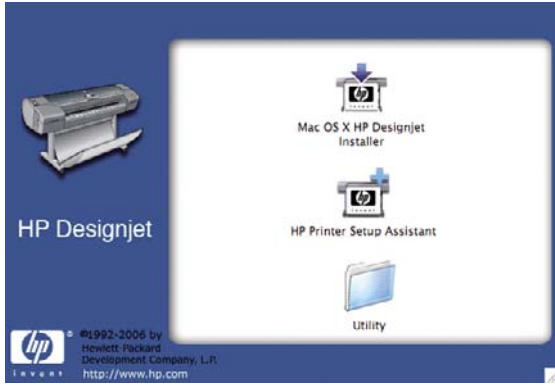 Mac OS X HP Designjet
Installer
HP Printer Setup Assistant
HP Designjet
Utility
hp
invent
©1992-2006 by
Hewlett-Packard
Development Company, L.P.
http://www.hp.com